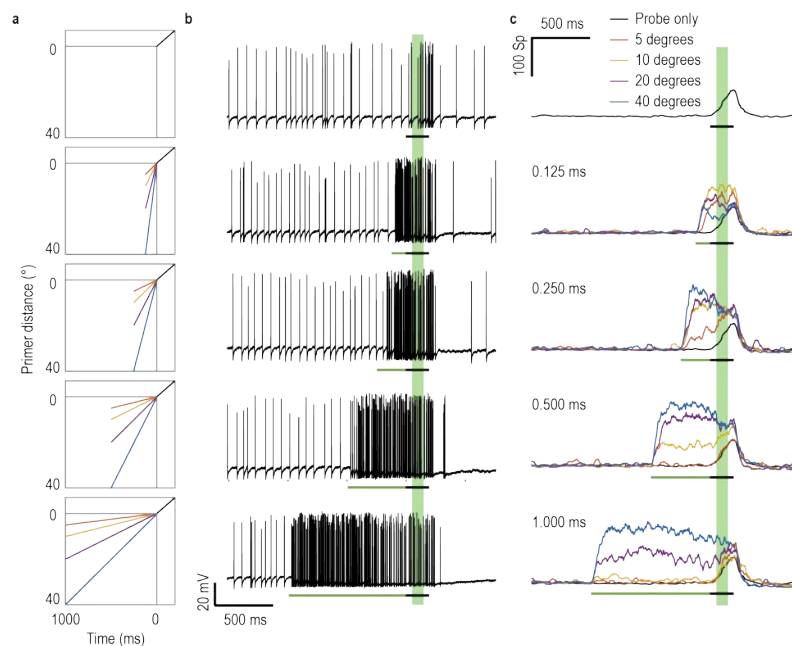 a
b
c
500 ms
100 Sp
Probe only
5 degrees
10 degrees
20 degrees
40 degrees
0
40
0
40
0
40
0
40
0
40
Primer distance (°)
1000
0
Time (ms)
20 mV
500 ms
0.125 ms
0.250 ms
0.500 ms
1.000 ms